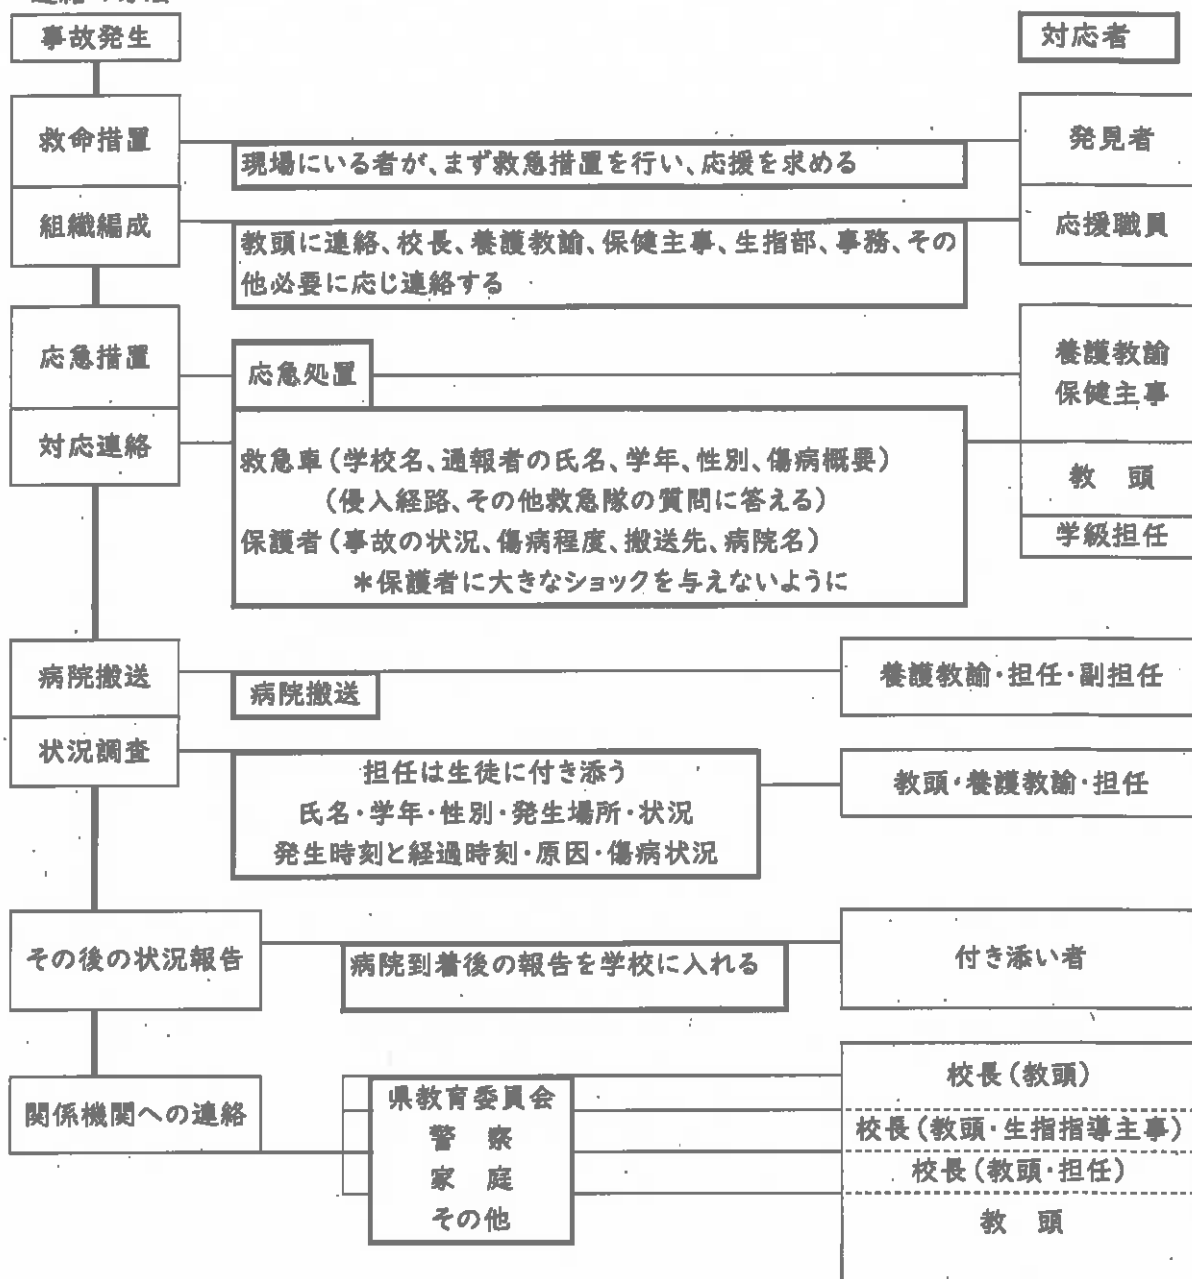 事故発生
対応者
救命措置
現場にいる者が、まず救急措置を行い、応援を求める
発見者
組織編成
教頭に連絡、校長、養護教諭、保健主事、生指部、事務、その
他必要に応じ連絡する
応援職員
応急措置
応急処置
養護教諭
保健主事
対応連絡
救急車(学校名、通報者の氏名、学年、性別、傷病概要)
(侵入経路、その他救急隊の質問に答える)
保護者(事故の状況、傷病程度、搬送先、病院名)
*保護者に大きなショックを与えないように
教 頭
学級担任
病院搬送
病院搬送
養護教諭・担任・副担任
状況調査
担任は生徒に付き添う
氏名・学年・性別・発生場所・状況
発生時刻と経過時刻・原因・傷病状況
教頭・養護教諭・担任
その後の状況報告
病院到着後の報告を学校に入れる
付き添い者
関係機関への連絡
県教育委員会
警 察
家 庭
その他
校長(教頭)
校長(教頭・生指指導主事)
校長(教頭・担任)
教 頭